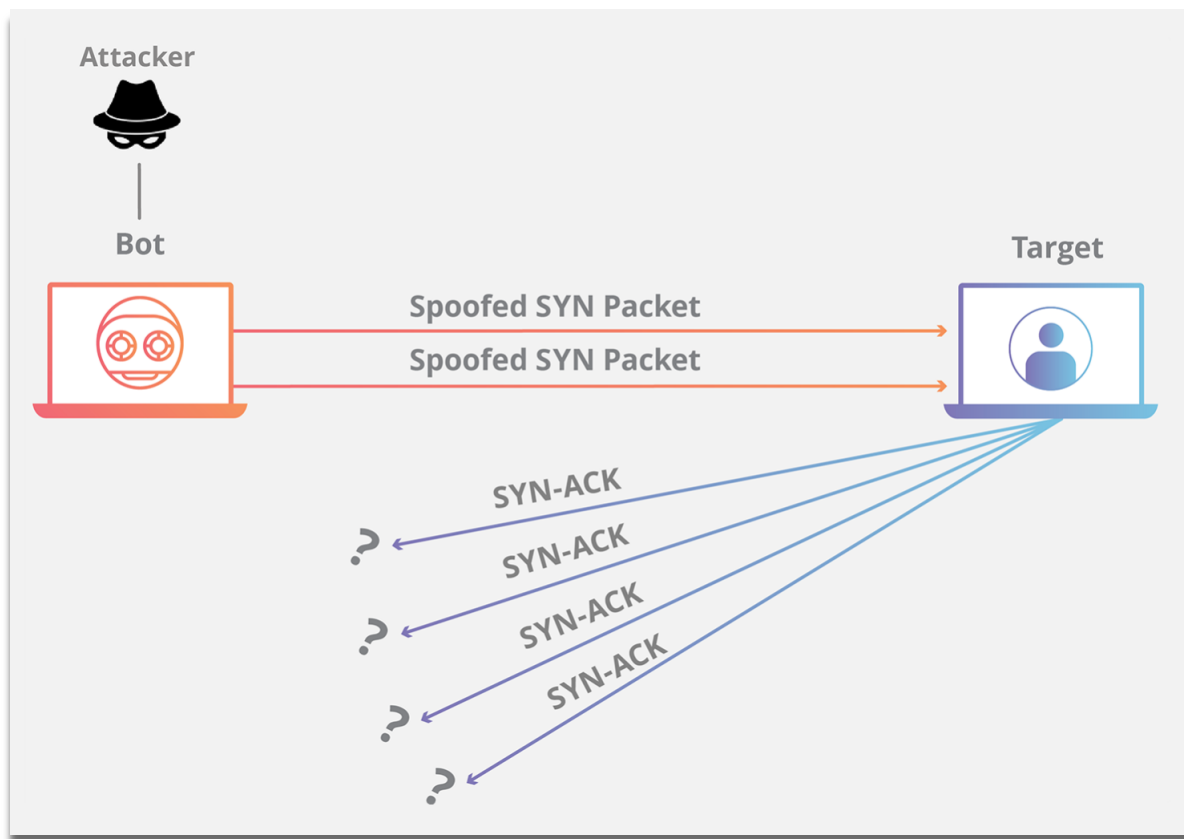 Attacker
Bot
Target
Spoofed SYN Packet
Spoofed SYN Packet
SYN-ACK
?
SYN-ACK
?
SYN-ACK
?
SYN-ACK
?